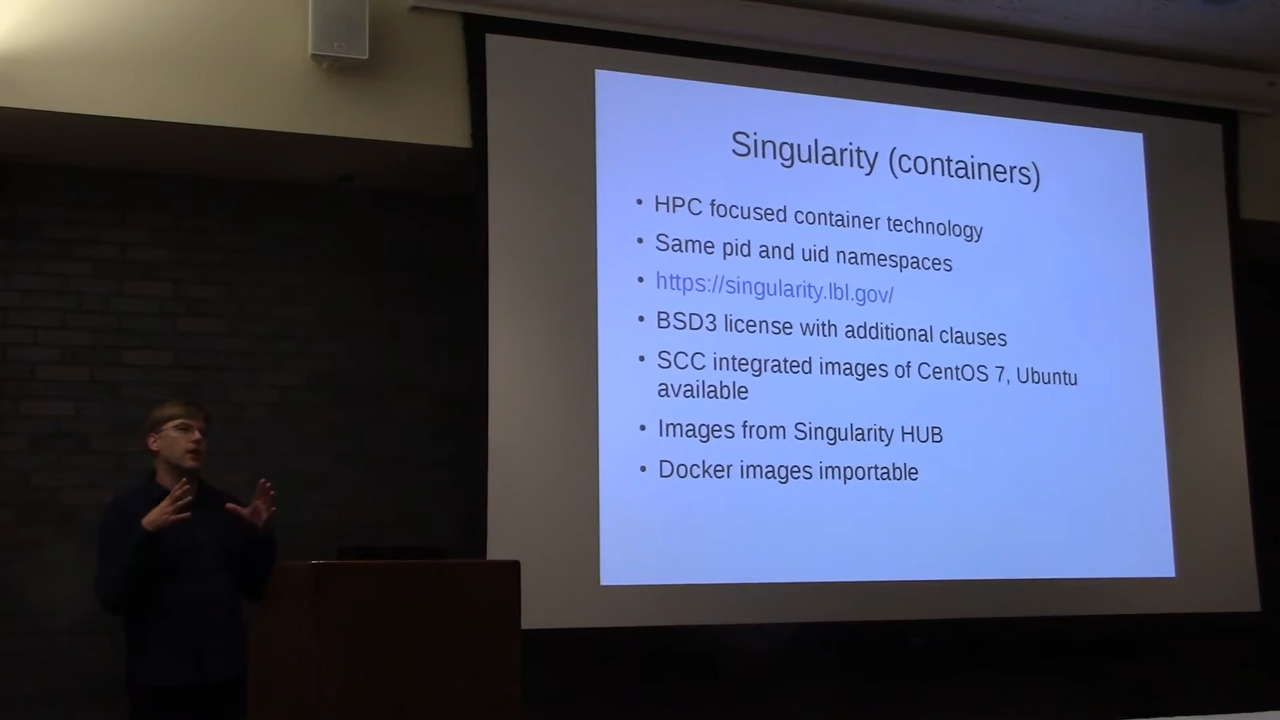 Singularity (containers)
• HPC focused container technology
• Same pid and uid namespaces
• https://singularity.lbl.gov/
• BSD3 license with additional clauses
• SCC integrated images of CentOS 7, Ubuntu
available
• Images from Singularity HUB
• Docker images importable